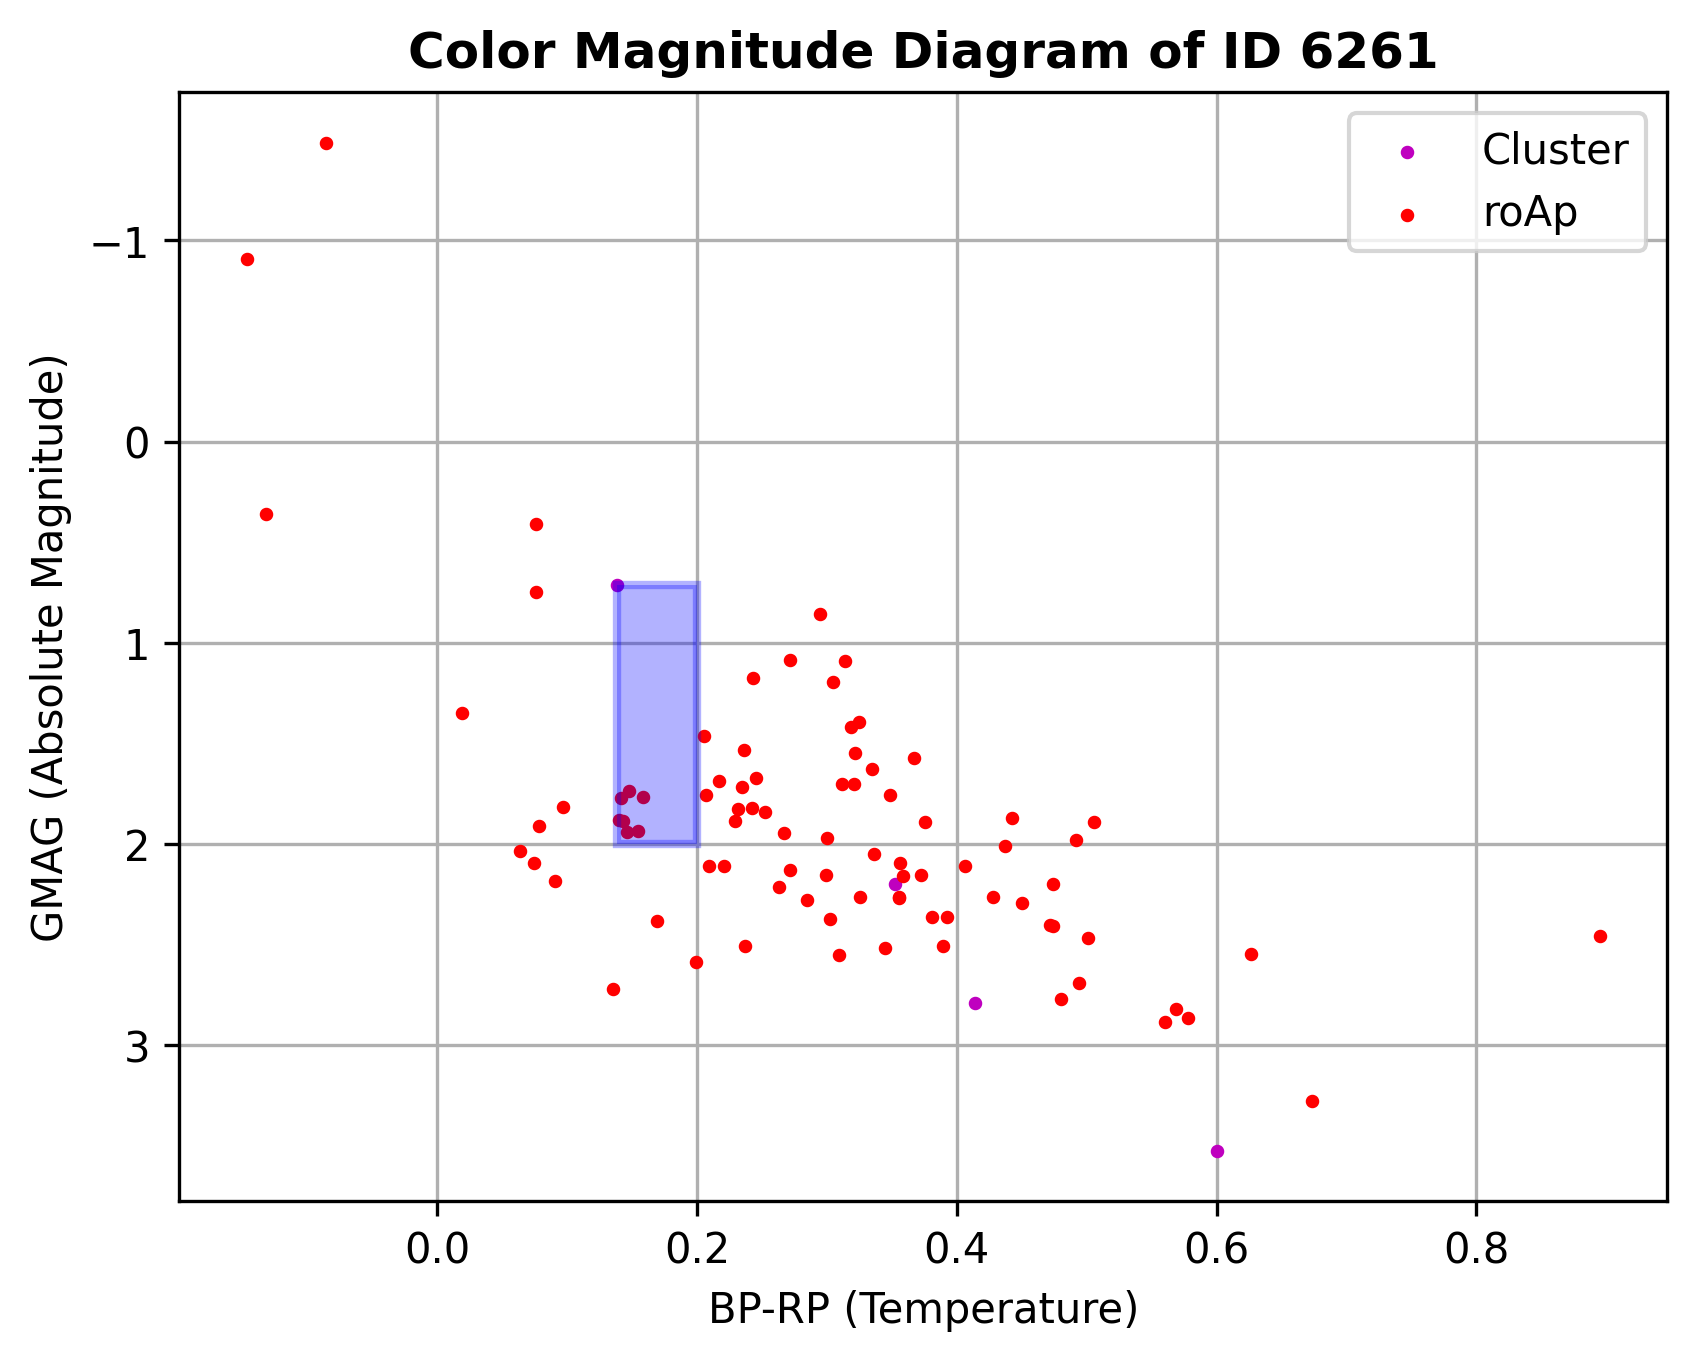 Color Magnitude Diagram of ID 6261
Cluster
roAp
GMAG (Absolute Magnitude)
−1
0
1
2
3
0.0 0.2 0.4 0.6 0.8
BP-RP (Temperature)